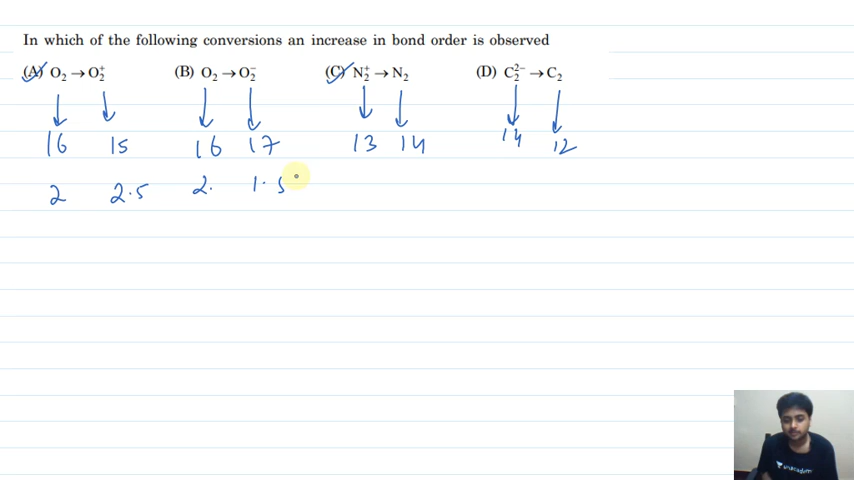 In which of the following conversions an increase in bond order is observed
(A) O₂ → O₂⁺ (B) O₂ → O₂⁻ (C) N₂⁺ → N₂ (D) C₂²⁻ → C₂
16 15 16 17 13 14 14 12
2 2.5 2. 1.5
unacademy